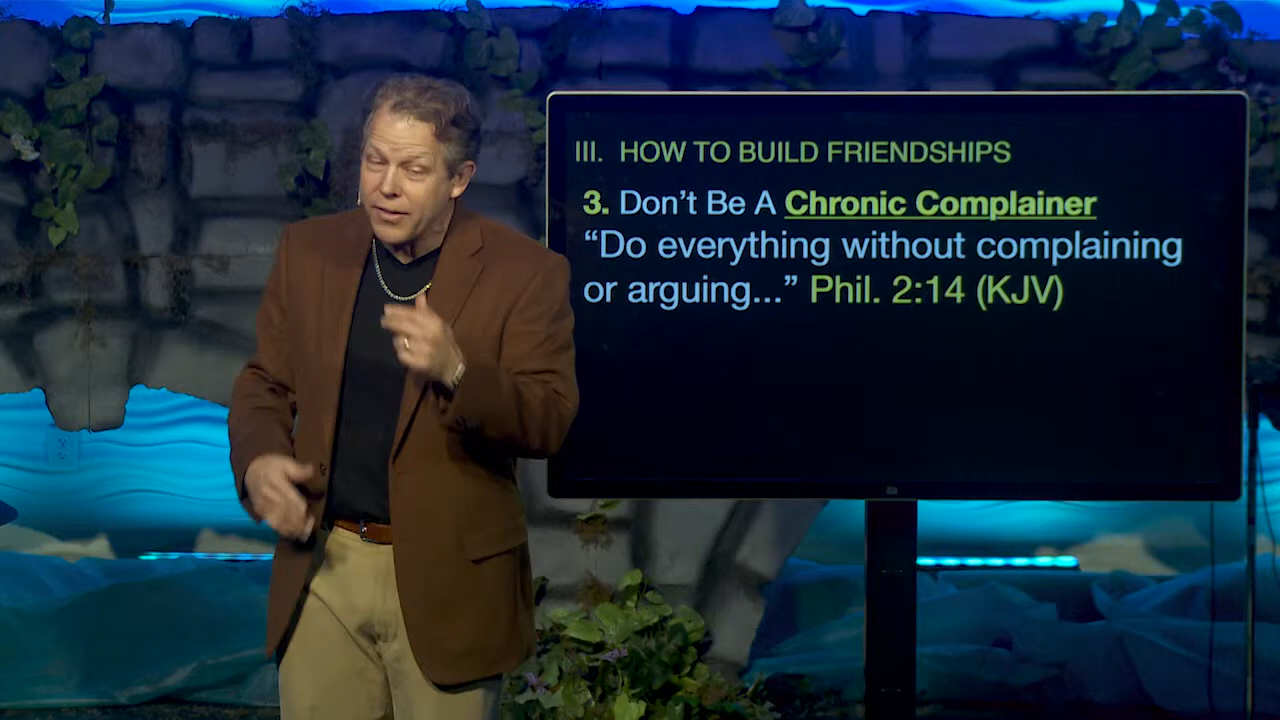 III. HOW TO BUILD FRIENDSHIPS
3. Don’t Be A Chronic Complainer
“Do everything without complaining
or arguing...” Phil. 2:14 (KJV)